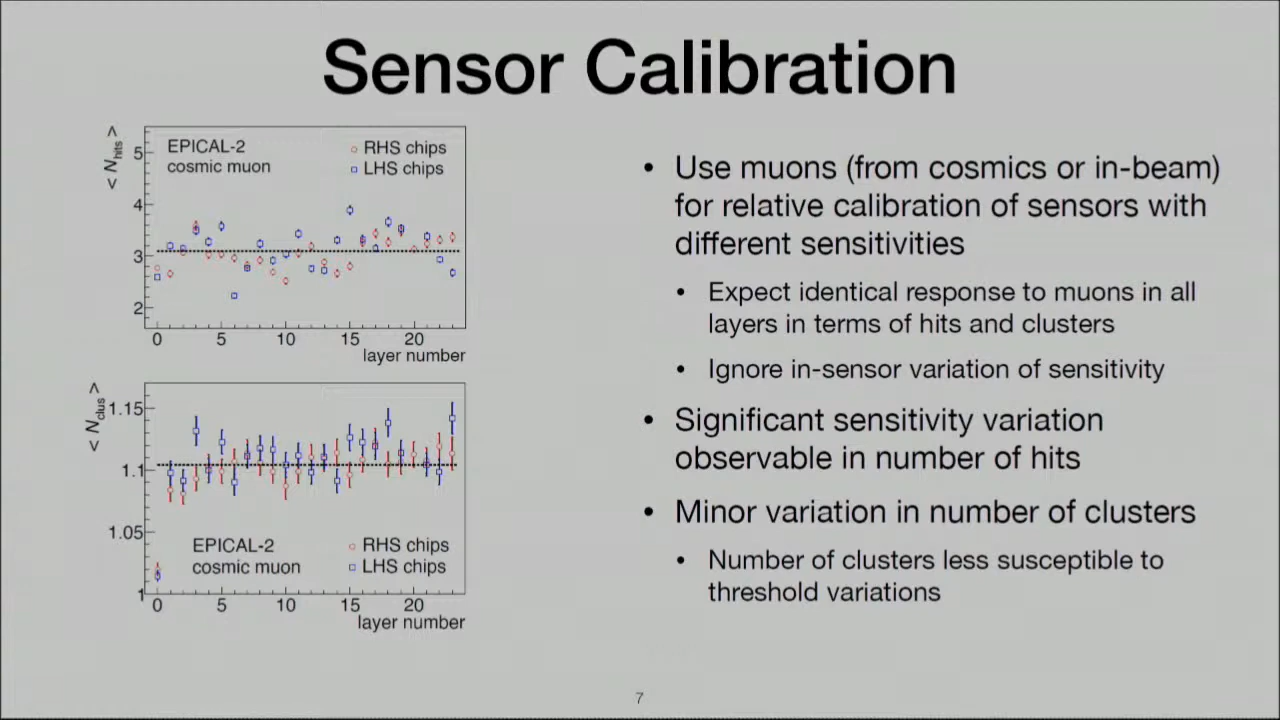 Sensor Calibration
< Nhits >
EPICAL-2
cosmic muon
RHS chips
LHS chips
5
4
3
2
0 5 10 15 20
layer number
< Nclus >
1.15
1.1
1.05
1
EPICAL-2
cosmic muon
RHS chips
LHS chips
0 5 10 15 20
layer number
• Use muons (from cosmics or in-beam)
for relative calibration of sensors with
different sensitivities
• Expect identical response to muons in all
layers in terms of hits and clusters
• Ignore in-sensor variation of sensitivity
• Significant sensitivity variation
observable in number of hits
• Minor variation in number of clusters
• Number of clusters less susceptible to
threshold variations
7